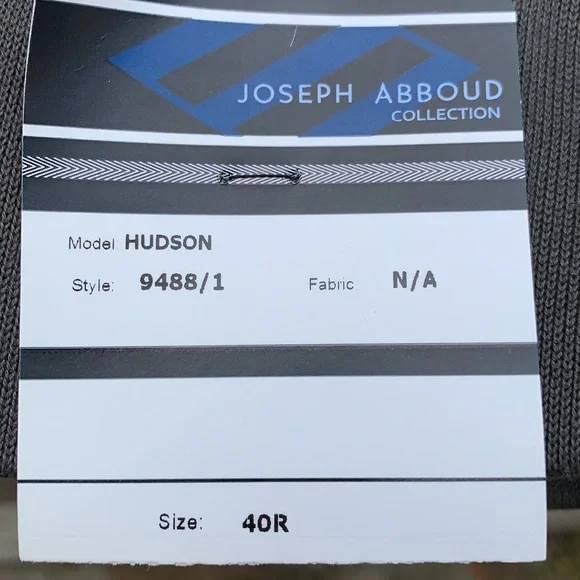 JOSEPH ABBOUD
COLLECTION
Model HUDSON
Style: 9488/1 Fabric N/A
Size: 40R